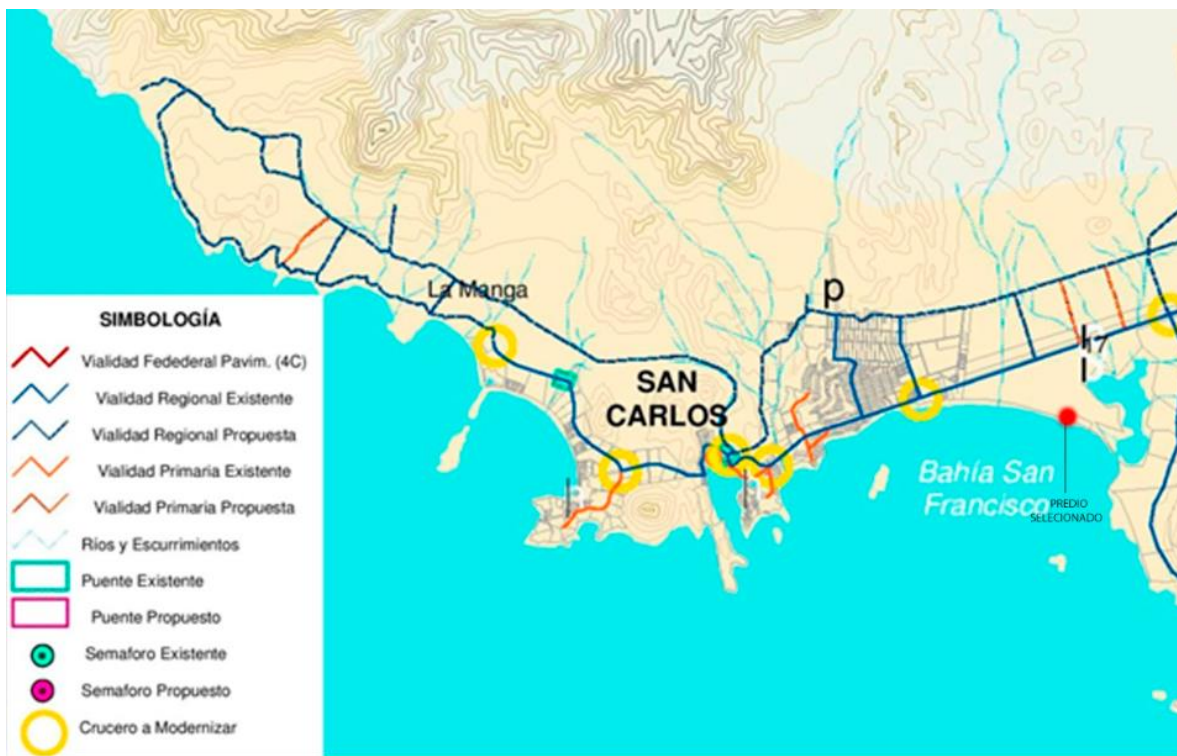 La Manga
p
SAN
CARLOS
Bahía San
Francisco
PREDIO
SELECIONADO
17
SIMBOLOGÍA
Vialidad Fedederal Pavim. (4C)
Vialidad Regional Existente
Vialidad Regional Propuesta
Vialidad Primaria Existente
Vialidad Primaria Propuesta
Ríos y Escurrimientos
Puente Existente
Puente Propuesto
Semaforo Existente
Semaforo Propuesto
Crucero a Modernizar